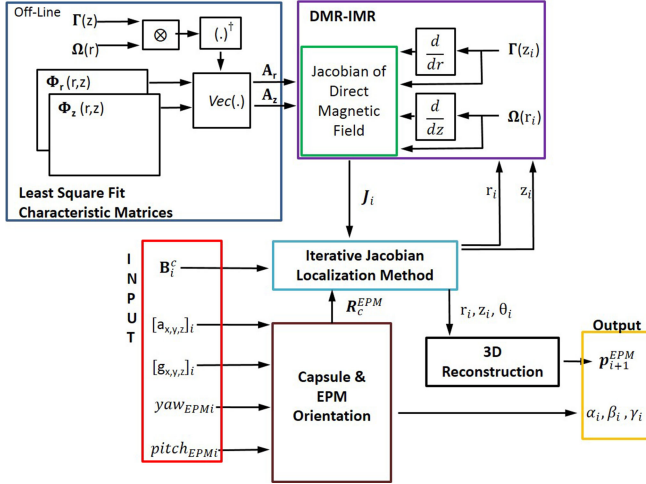 Off-Line
Γ(z)
Ω(r)
⊗
(.)†
Φr (r,z)
Φz (r,z)
Vec(.)
Ar
Az
Least Square Fit
Characteristic Matrices
DMR-IMR
Jacobian of
Direct
Magnetic
Field
d
dr
Γ(zi)
d
dz
Ω(ri)
Ji
ri
zi
INPUT
Bic
[ax,y,z]i
[gx,y,z]i
yawEPMi
pitchEPMi
Iterative Jacobian
Localization Method
RcEPM
ri, zi, θi
Capsule &
EPM
Orientation
3D
Reconstruction
Output
pi+1EPM
αi, βi, γi